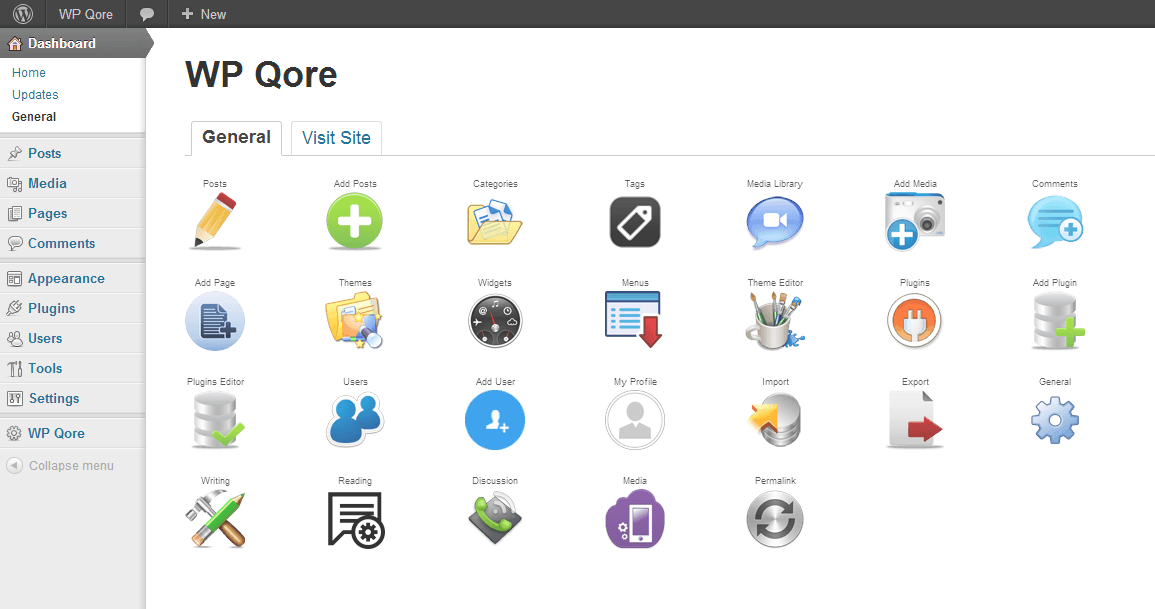 WP Qore
New
Dashboard
Home
Updates
General
Posts
Media
Pages
Comments
Appearance
Plugins
Users
Tools
Settings
WP Qore
Collapse menu
WP Qore
General Visit Site
Posts Add Posts Categories Tags Media Library Add Media Comments
Add Page Themes Widgets Menus Theme Editor Plugins Add Plugin
Plugins Editor Users Add User My Profile Import Export General
Writing Reading Discussion Media Permalink